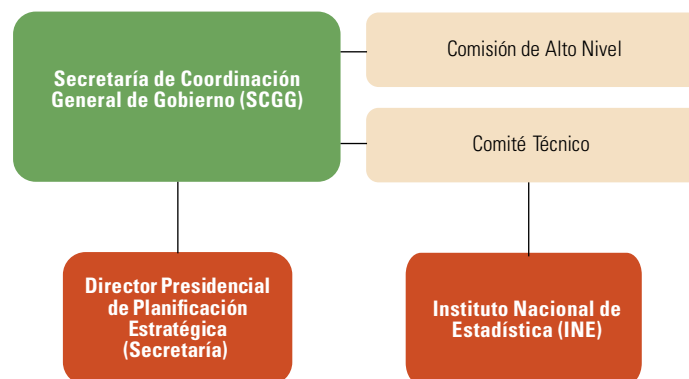 Secretaría de Coordinación
General de Gobierno (SCGG)
Comisión de Alto Nivel
Comité Técnico
Director Presidencial
de Planificación
Estratégica
(Secretaría)
Instituto Nacional de
Estadística (INE)